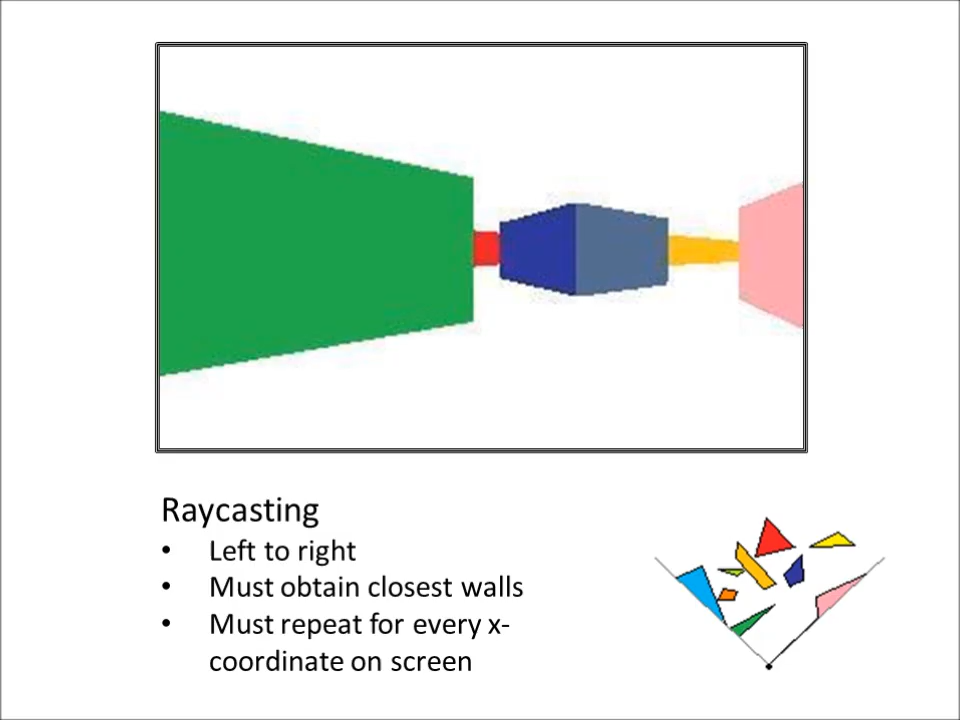 Raycasting
• Left to right
• Must obtain closest walls
• Must repeat for every x-
coordinate on screen